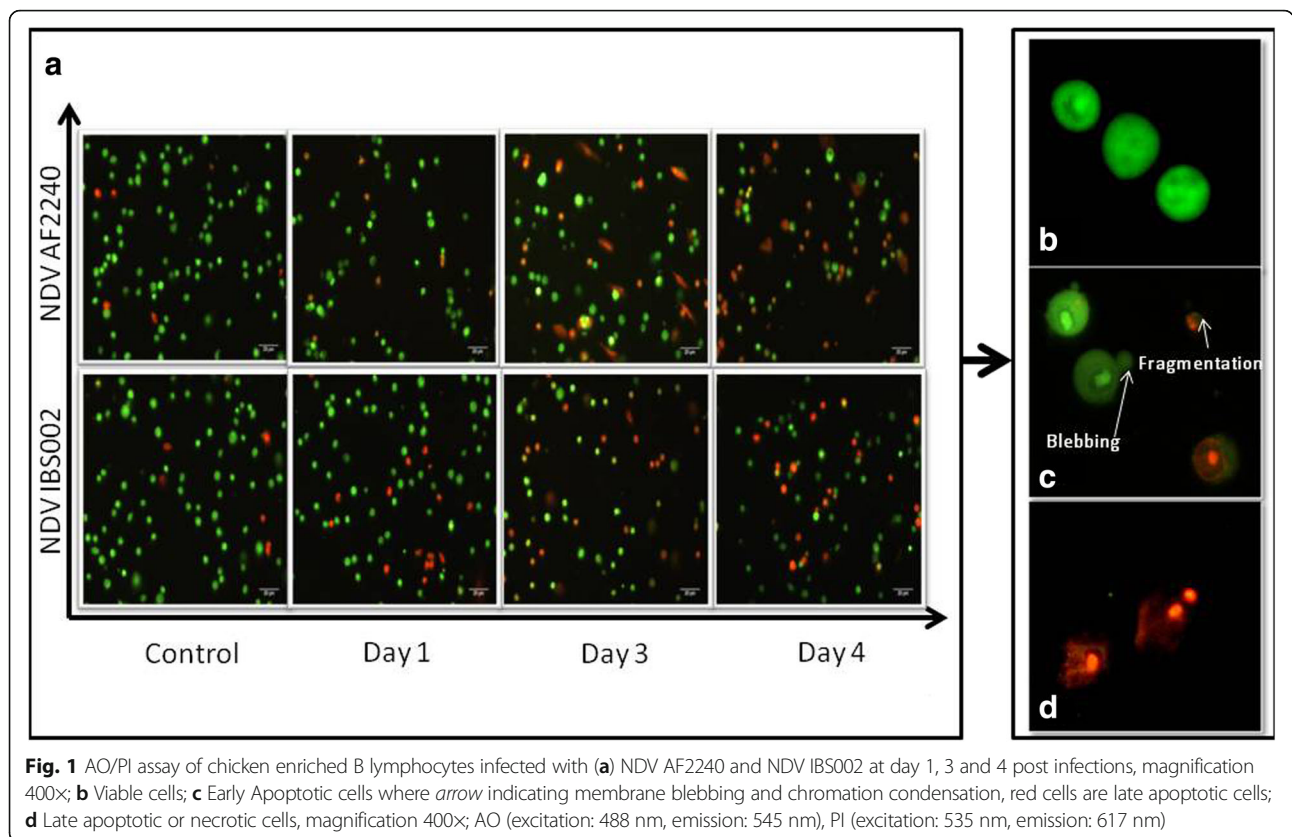 a
NDV AF2240
NDV IBS002
Control
Day 1
Day 3
Day 4
b
Fragmentation
Blebbing
c
d
Fig. 1 AO/PI assay of chicken enriched B lymphocytes infected with (a) NDV AF2240 and NDV IBS002 at day 1, 3 and 4 post infections, magnification
400×; b Viable cells; c Early Apoptotic cells where arrow indicating membrane blebbing and chromation condensation, red cells are late apoptotic cells;
d Late apoptotic or necrotic cells, magnification 400×; AO (excitation: 488 nm, emission: 545 nm), PI (excitation: 535 nm, emission: 617 nm)